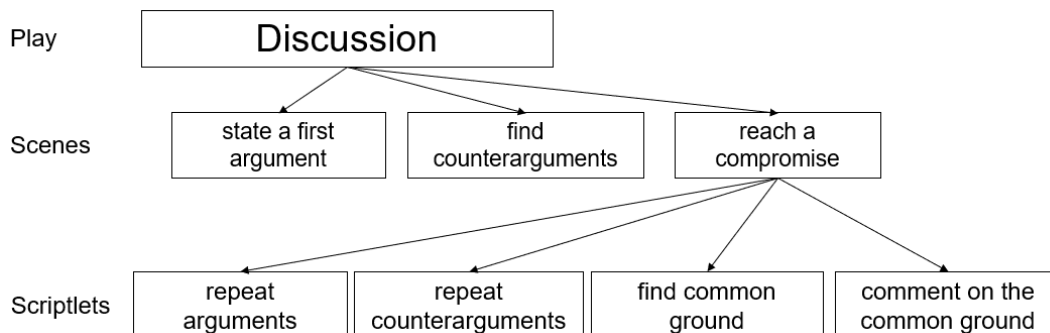 Play
Discussion
Scenes
state a first
argument
find
counterarguments
reach a
compromise
Scriptlets
repeat
arguments
repeat
counterarguments
find common
ground
comment on the
common ground